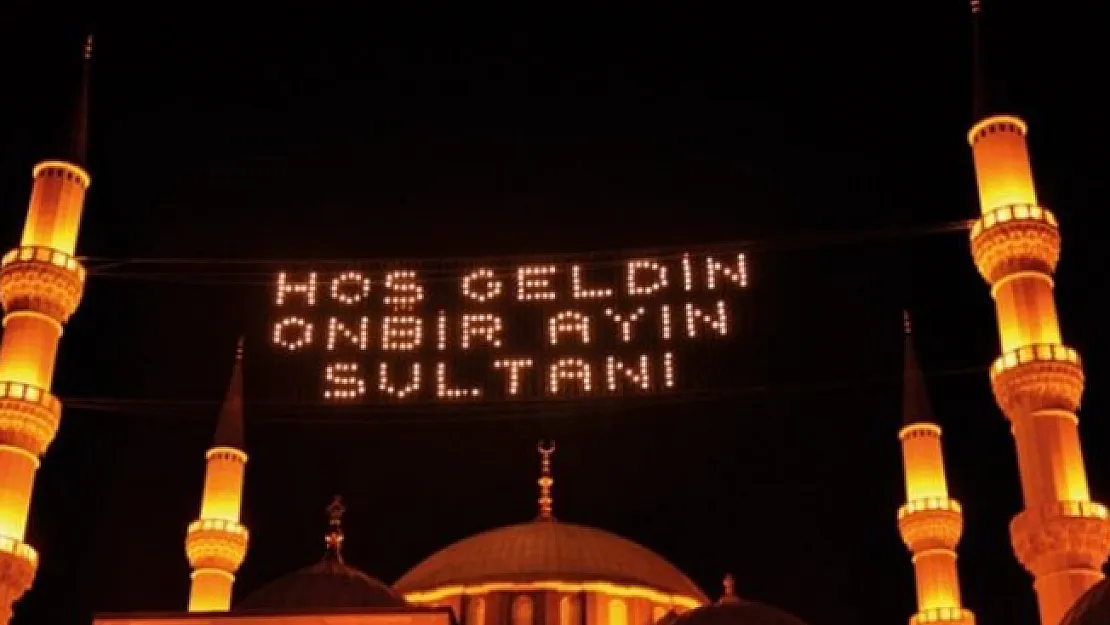 HOŞ GELDİN
ONBİR AYIN
SULTANI